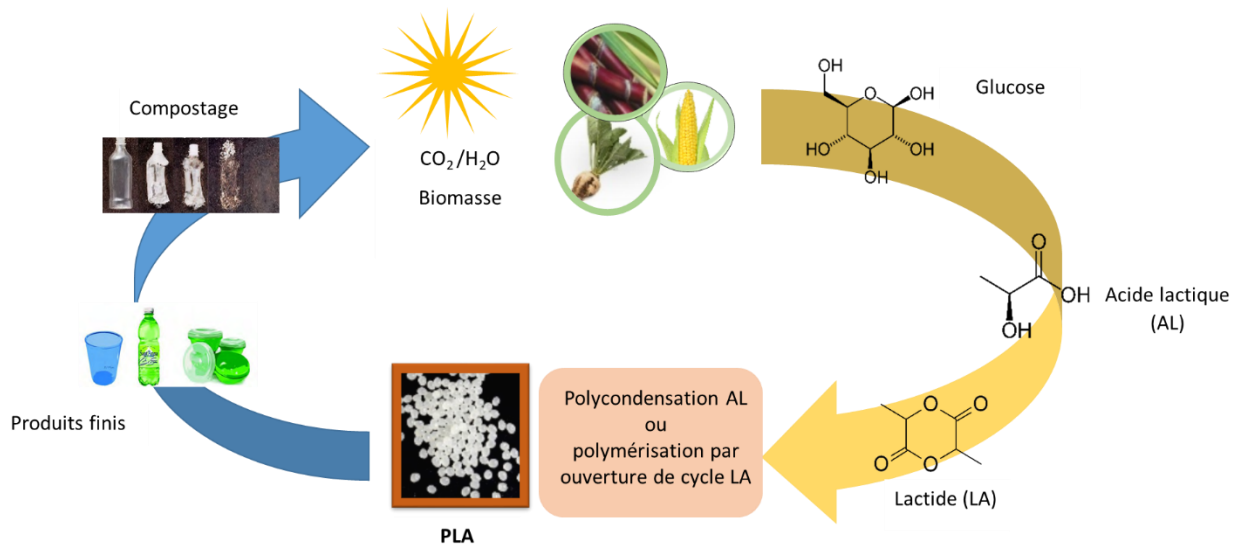 Compostage
CO2/H2O
Biomasse
OH
O
OH
HO
OH
OH
Glucose
O
OH
OH
Acide lactique
(AL)
O
O
O
O
Lactide (LA)
Polycondensation AL
ou
polymérisation par
ouverture de cycle LA
PLA
Produits finis